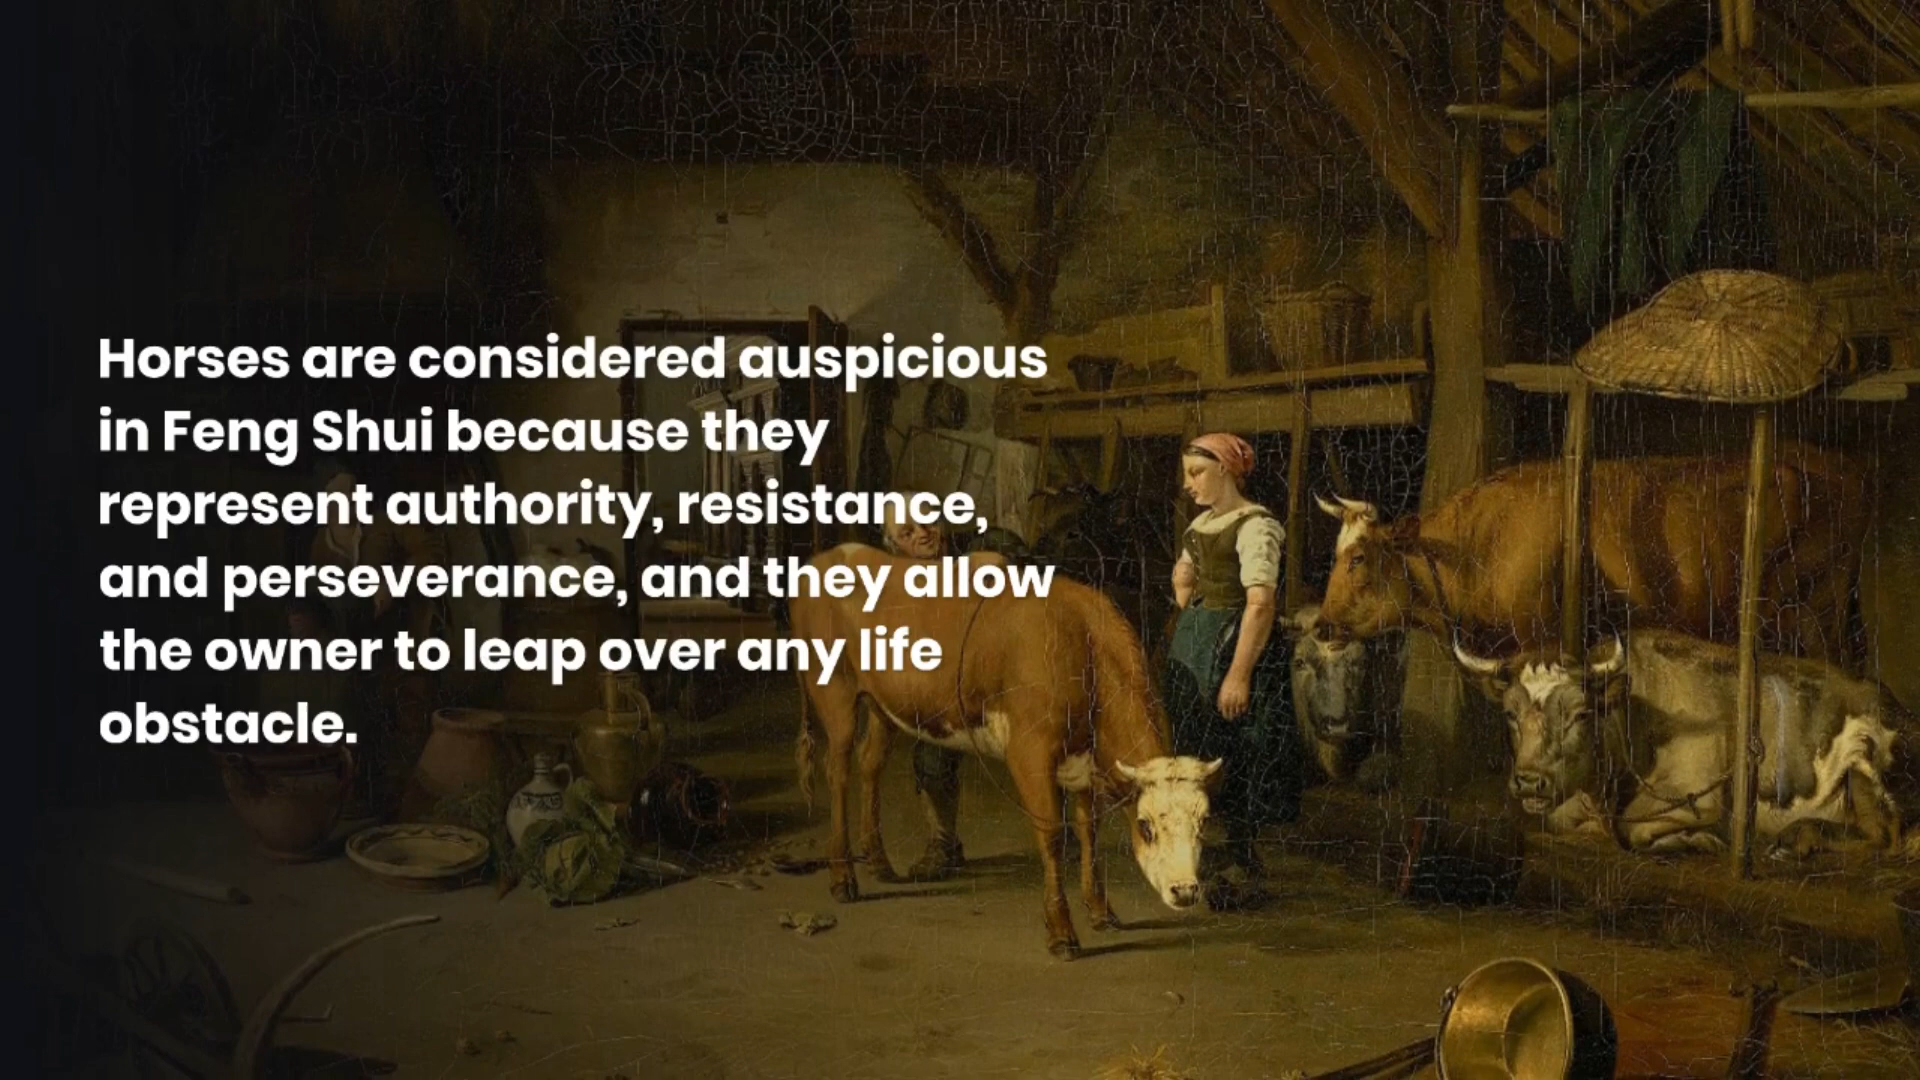 Horses are considered auspicious
in Feng Shui because they
represent authority, resistance,
and perseverance, and they allow
the owner to leap over any life
obstacle.